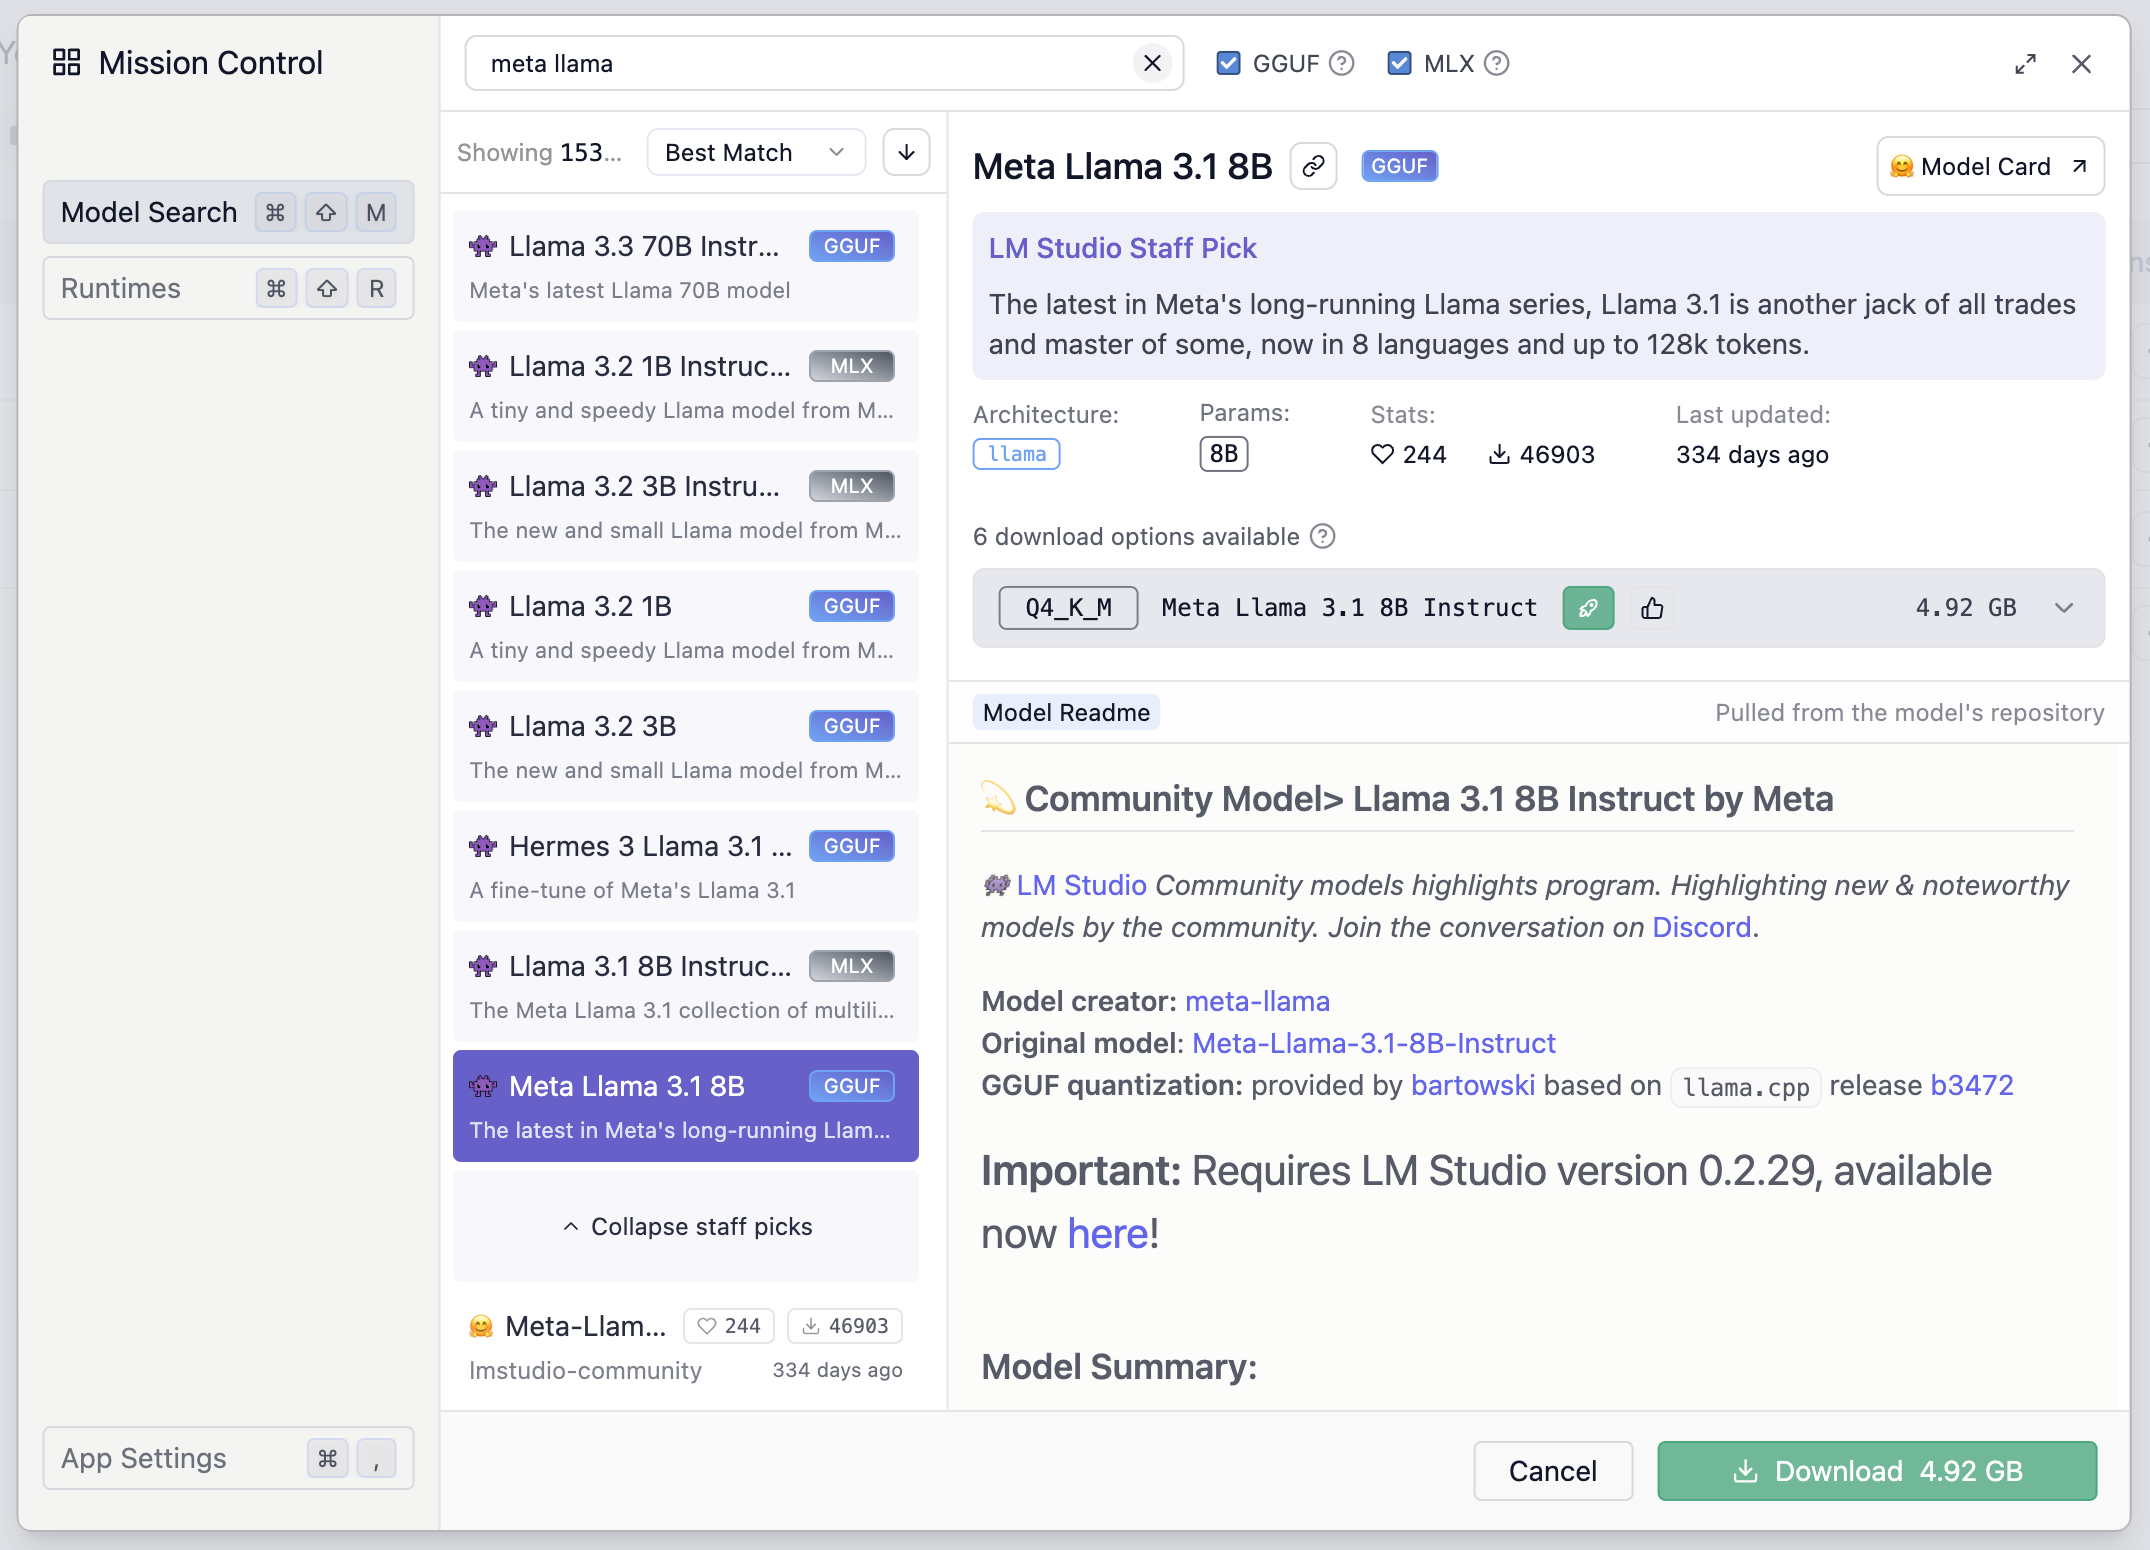 Mission Control
Model Search ⌘ M
Runtimes ⌘ R
App Settings ⌘ ,
meta llama
GGUF ?
MLX ?
Showing 153...
Best Match
Llama 3.3 70B Instr... GGUF
Meta's latest Llama 70B model
Llama 3.2 1B Instruc... MLX
A tiny and speedy Llama model from M...
Llama 3.2 3B Instru... MLX
The new and small Llama model from M...
Llama 3.2 1B GGUF
A tiny and speedy Llama model from M...
Llama 3.2 3B GGUF
The new and small Llama model from M...
Hermes 3 Llama 3.1 ... GGUF
A fine-tune of Meta's Llama 3.1
Llama 3.1 8B Instruc... MLX
The Meta Llama 3.1 collection of multili...
Meta Llama 3.1 8B GGUF
The latest in Meta's long-running Llam...
Collapse staff picks
Meta-Llam... 244 46903
lmstudio-community 334 days ago
Meta Llama 3.1 8B GGUF
Model Card
LM Studio Staff Pick
The latest in Meta's long-running Llama series, Llama 3.1 is another jack of all trades
and master of some, now in 8 languages and up to 128k tokens.
Architecture: Params: Stats: Last updated:
llama 8B 244 46903 334 days ago
6 download options available ?
Q4_K_M Meta Llama 3.1 8B Instruct 4.92 GB
Model Readme Pulled from the model's repository
💫 Community Model> Llama 3.1 8B Instruct by Meta
👾 LM Studio Community models highlights program. Highlighting new & noteworthy
models by the community. Join the conversation on Discord.
Model creator: meta-llama
Original model: Meta-Llama-3.1-8B-Instruct
GGUF quantization: provided by bartowski based on llama.cpp release b3472
Important: Requires LM Studio version 0.2.29, available
now here!
Model Summary:
Cancel
Download 4.92 GB